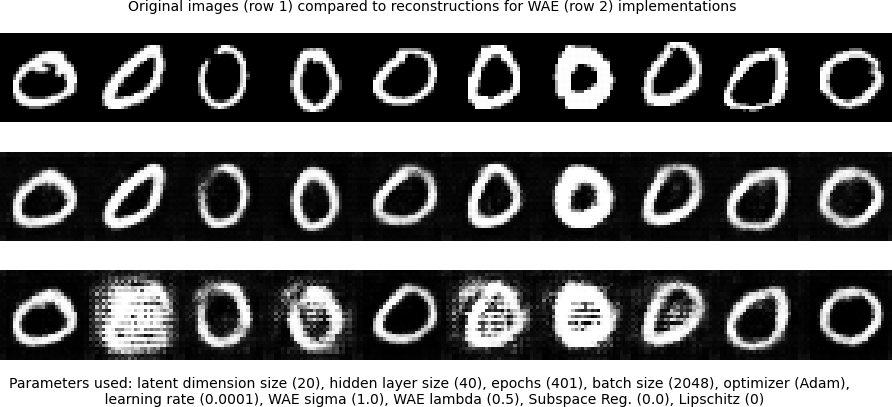 Original images (row 1) compared to reconstructions for WAE (row 2) implementations
Parameters used: latent dimension size (20), hidden layer size (40), epochs (401), batch size (2048), optimizer (Adam),
learning rate (0.0001), WAE sigma (1.0), WAE lambda (0.5), Subspace Reg. (0.0), Lipschitz (0)